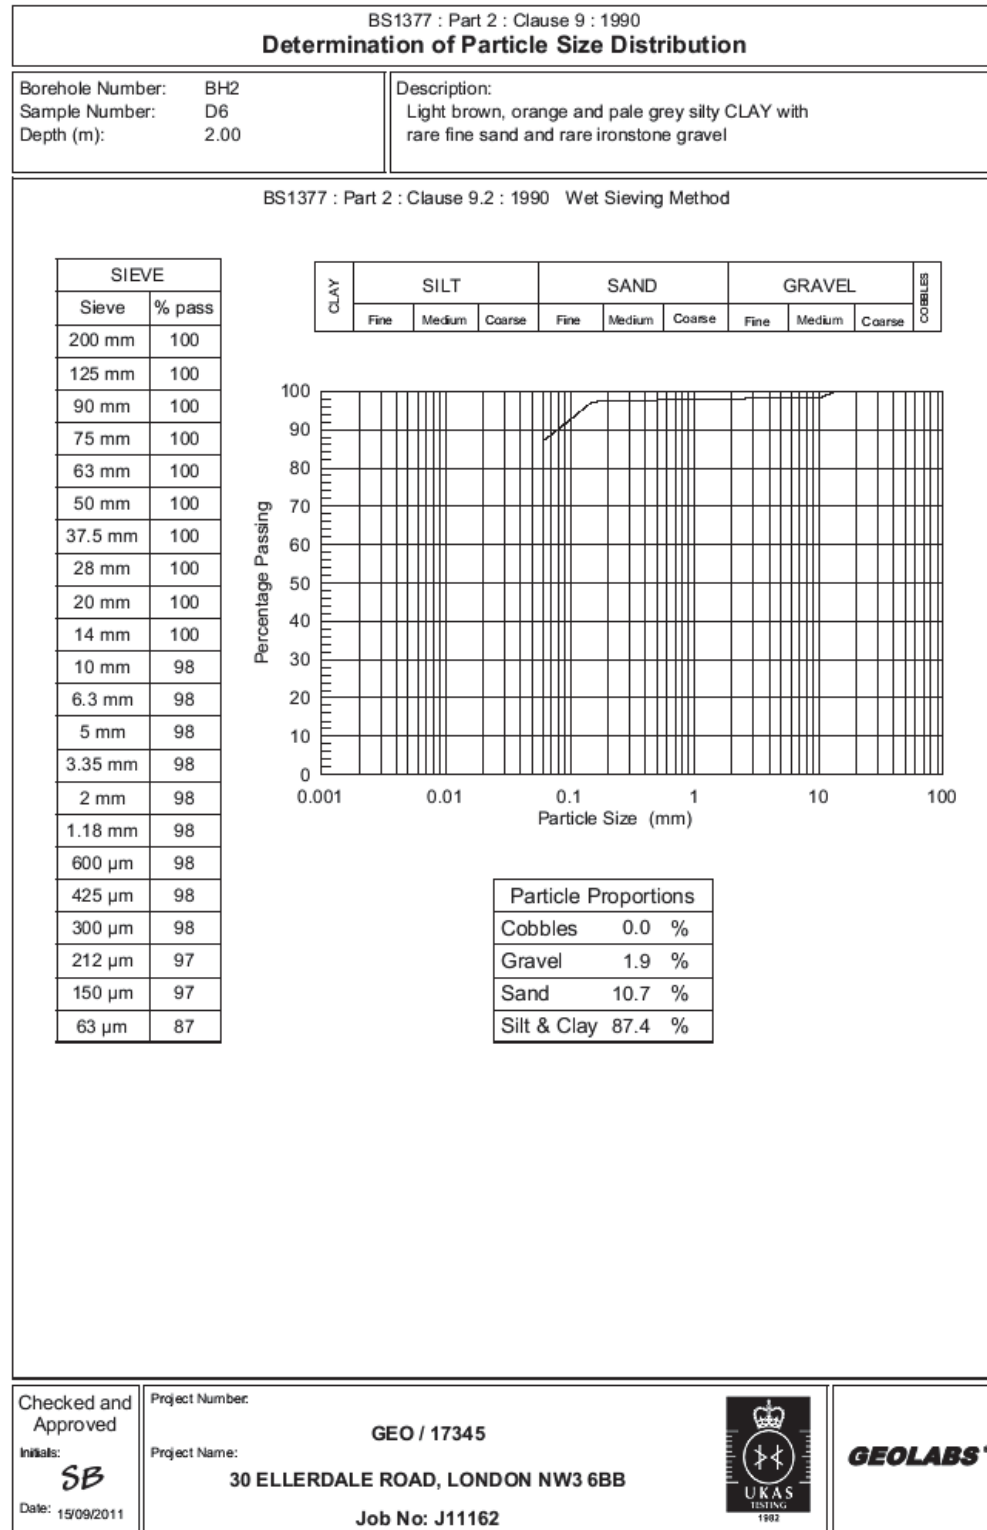 BS1377 : Part 2 : Clause 9 : 1990
Determination of Particle Size Distribution
Borehole Number: BH2
Sample Number: D6
Depth (m): 2.00
Description:
Light brown, orange and pale grey silty CLAY with
rare fine sand and rare ironstone gravel
BS1377 : Part 2 : Clause 9.2 : 1990 Wet Sieving Method
SIEVE
Sieve % pass
200 mm 100
125 mm 100
90 mm 100
75 mm 100
63 mm 100
50 mm 100
37.5 mm 100
28 mm 100
20 mm 100
14 mm 100
10 mm 98
6.3 mm 98
5 mm 98
3.35 mm 98
2 mm 98
1.18 mm 98
600 µm 98
425 µm 98
300 µm 98
212 µm 97
150 µm 97
63 µm 87
CLAY SILT SAND GRAVEL COBBLES
Fine Medium Coarse Fine Medium Coarse Fine Medium Coarse
Percentage Passing
100
90
80
70
60
50
40
30
20
10
0
0.001 0.01 0.1 1 10 100
Particle Size (mm)
Particle Proportions
Cobbles 0.0 %
Gravel 1.9 %
Sand 10.7 %
Silt & Clay 87.4 %
Checked and
Approved
Initials:
SB
Date: 15/09/2011
Project Number:
GEO / 17345
Project Name:
30 ELLERDALE ROAD, LONDON NW3 6BB
Job No: J11162
UKAS
TESTING
1982
GEOLABS